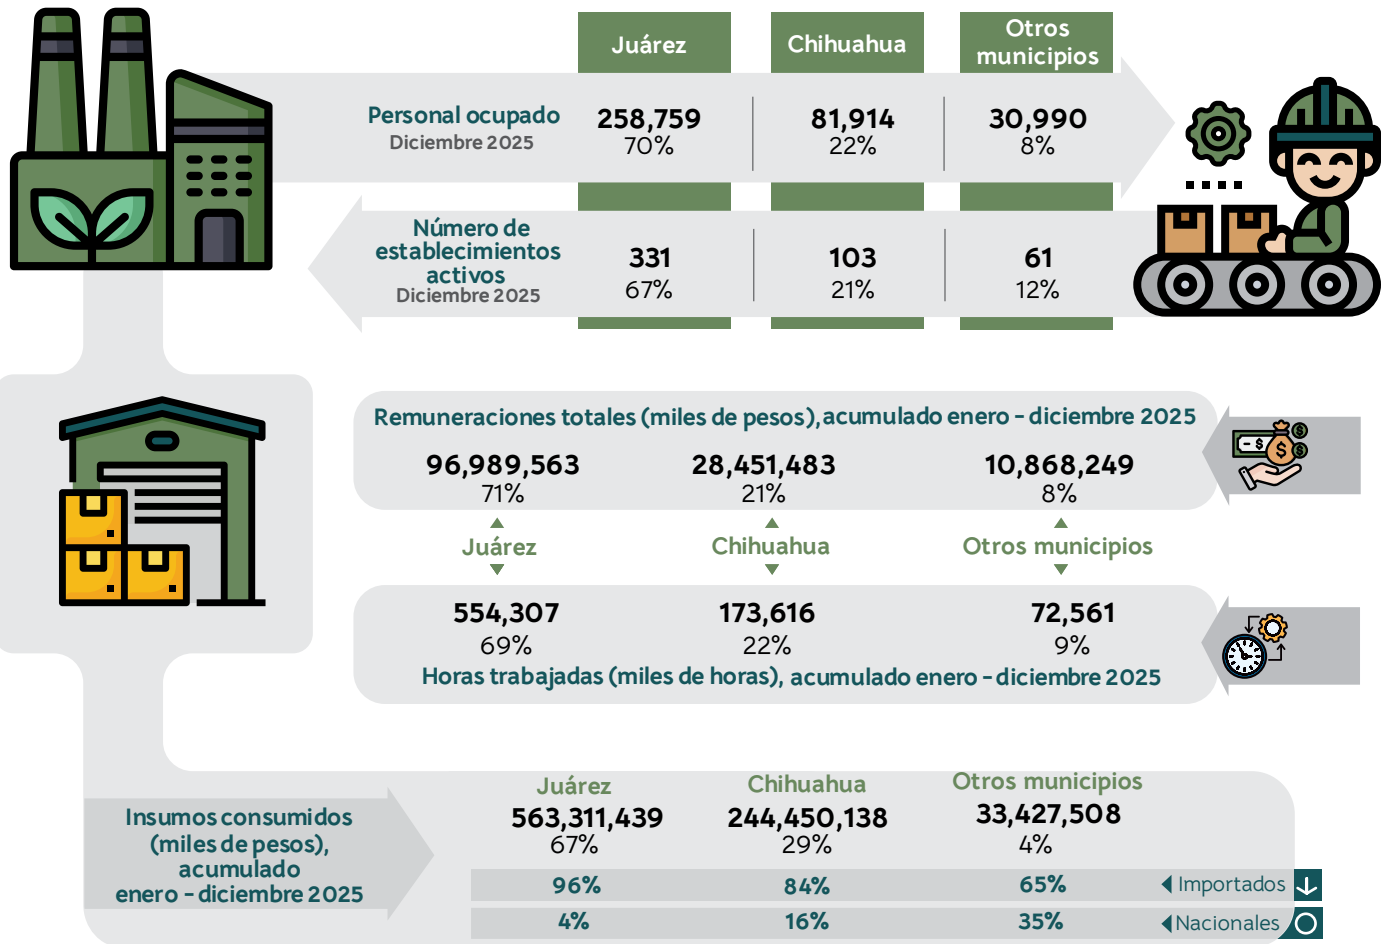 Juárez
Chihuahua
Otros
municipios
Personal ocupado
Diciembre 2025
258,759
70%
81,914
22%
30,990
8%
Número de
establecimientos
activos
Diciembre 2025
331
67%
103
21%
61
12%
Remuneraciones totales (miles de pesos), acumulado enero - diciembre 2025
96,989,563
71%
28,451,483
21%
10,868,249
8%
Juárez
Chihuahua
Otros municipios
554,307
69%
173,616
22%
72,561
9%
Horas trabajadas (miles de horas), acumulado enero - diciembre 2025
Insumos consumidos
(miles de pesos),
acumulado
enero - diciembre 2025
Juárez
563,311,439
67%
Chihuahua
244,450,138
29%
Otros municipios
33,427,508
4%
96%
84%
65%
Importados
4%
16%
35%
Nacionales